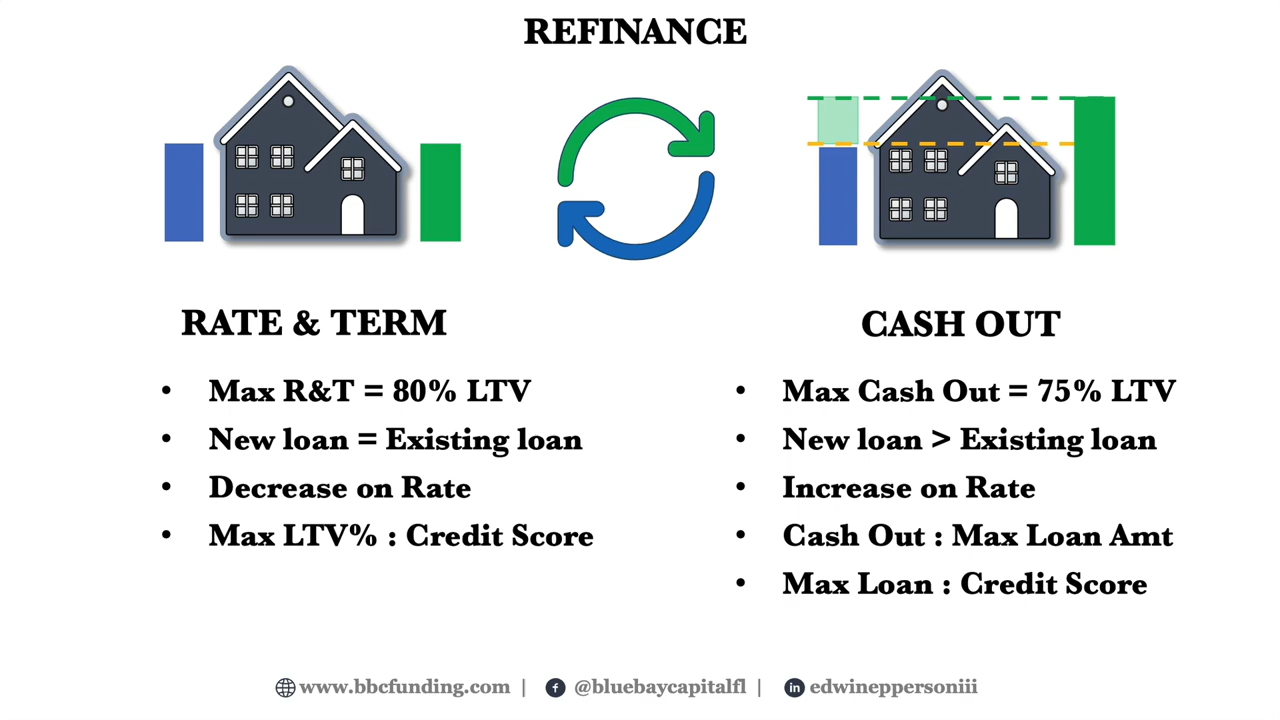 REFINANCE
RATE & TERM
• Max R&T = 80% LTV
• New loan = Existing loan
• Decrease on Rate
• Max LTV% : Credit Score
CASH OUT
• Max Cash Out = 75% LTV
• New loan > Existing loan
• Increase on Rate
• Cash Out : Max Loan Amt
• Max Loan : Credit Score
www.bbcfunding.com | f @bluebaycapitalfl | in edwineppersoniii